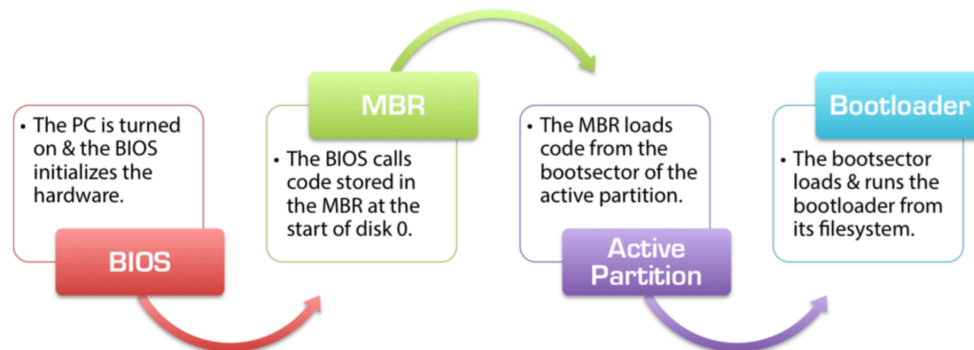 • The PC is turned
on & the BIOS
initializes the
hardware.
BIOS
MBR
• The BIOS calls
code stored in
the MBR at the
start of disk 0.
• The MBR loads
code from the
bootsector of the
active partition.
Active
Partition
Bootloader
• The bootsector
loads & runs the
bootloader from
its filesystem.